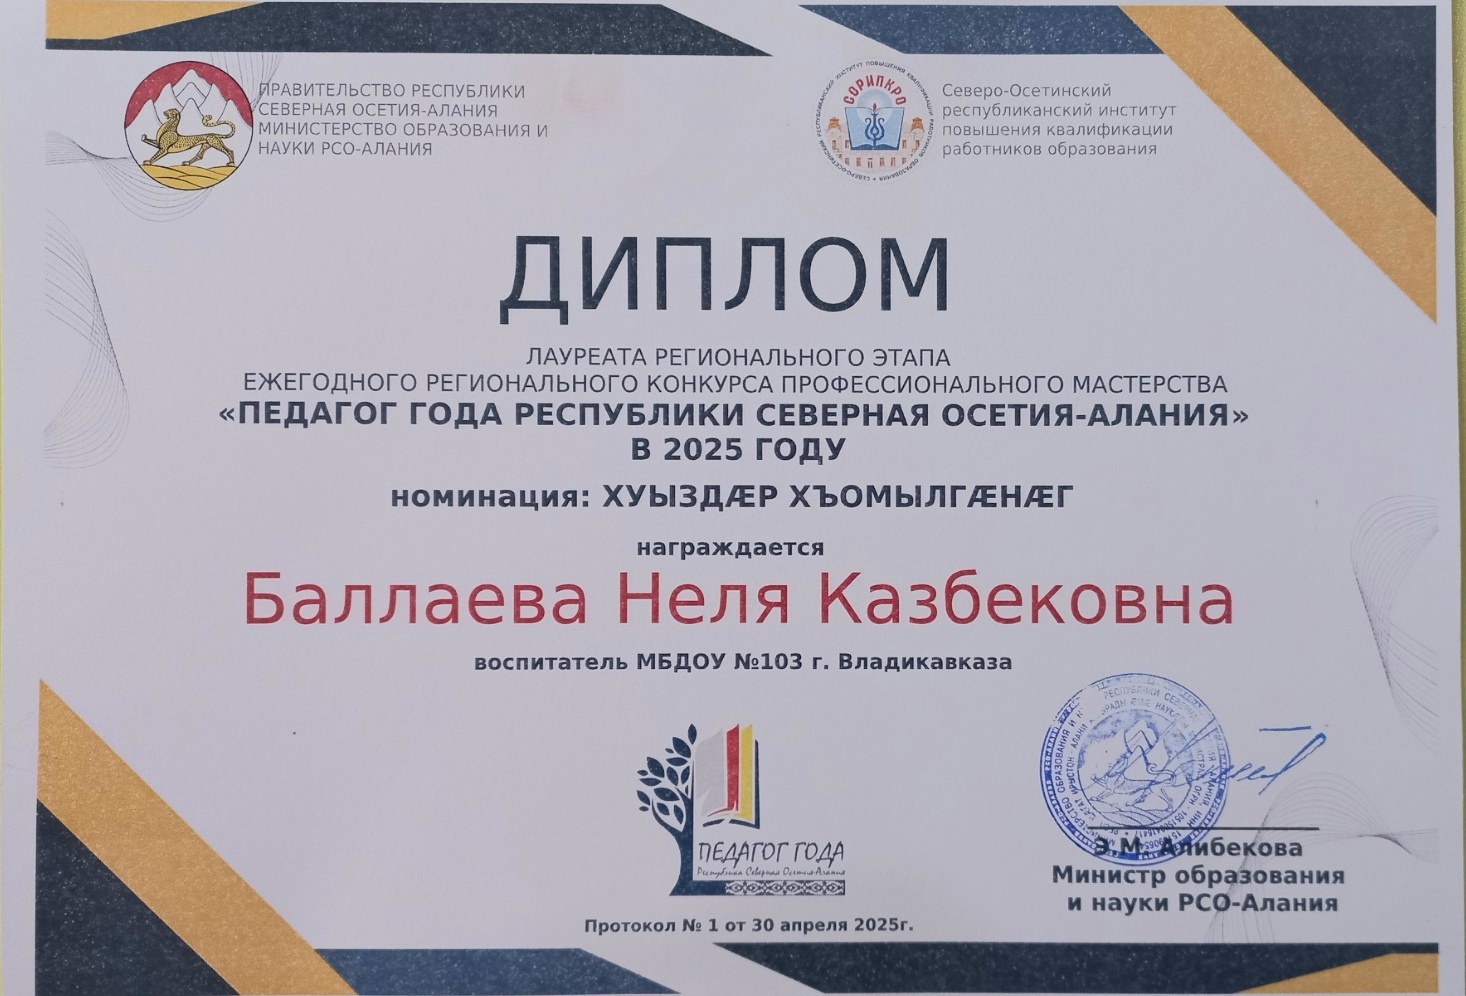 ПРАВИТЕЛЬСТВО РЕСПУБЛИКИ
СЕВЕРНАЯ ОСЕТИЯ-АЛАНИЯ
МИНИСТЕРСТВО ОБРАЗОВАНИЯ И
НАУКИ РСО-АЛАНИЯ
СОРИПКРО
Северо-Осетинский
республиканский институт
повышения квалификации
работников образования
ДИПЛОМ
ЛАУРЕАТА РЕГИОНАЛЬНОГО ЭТАПА
ЕЖЕГОДНОГО РЕГИОНАЛЬНОГО КОНКУРСА ПРОФЕССИОНАЛЬНОГО МАСТЕРСТВА
«ПЕДАГОГ ГОДА РЕСПУБЛИКИ СЕВЕРНАЯ ОСЕТИЯ-АЛАНИЯ»
В 2025 ГОДУ
номинация: ХУЫЗДÆР ХЪОМЫЛГÆНÆГ
награждается
Баллаева Неля Казбековна
воспитатель МБДОУ №103 г. Владикавказа
ПЕДАГОГ ГОДА
Республика Северная Осетия-Алания
Э.М. Алибекова
Министр образования
и науки РСО-Алания
Протокол № 1 от 30 апреля 2025г.